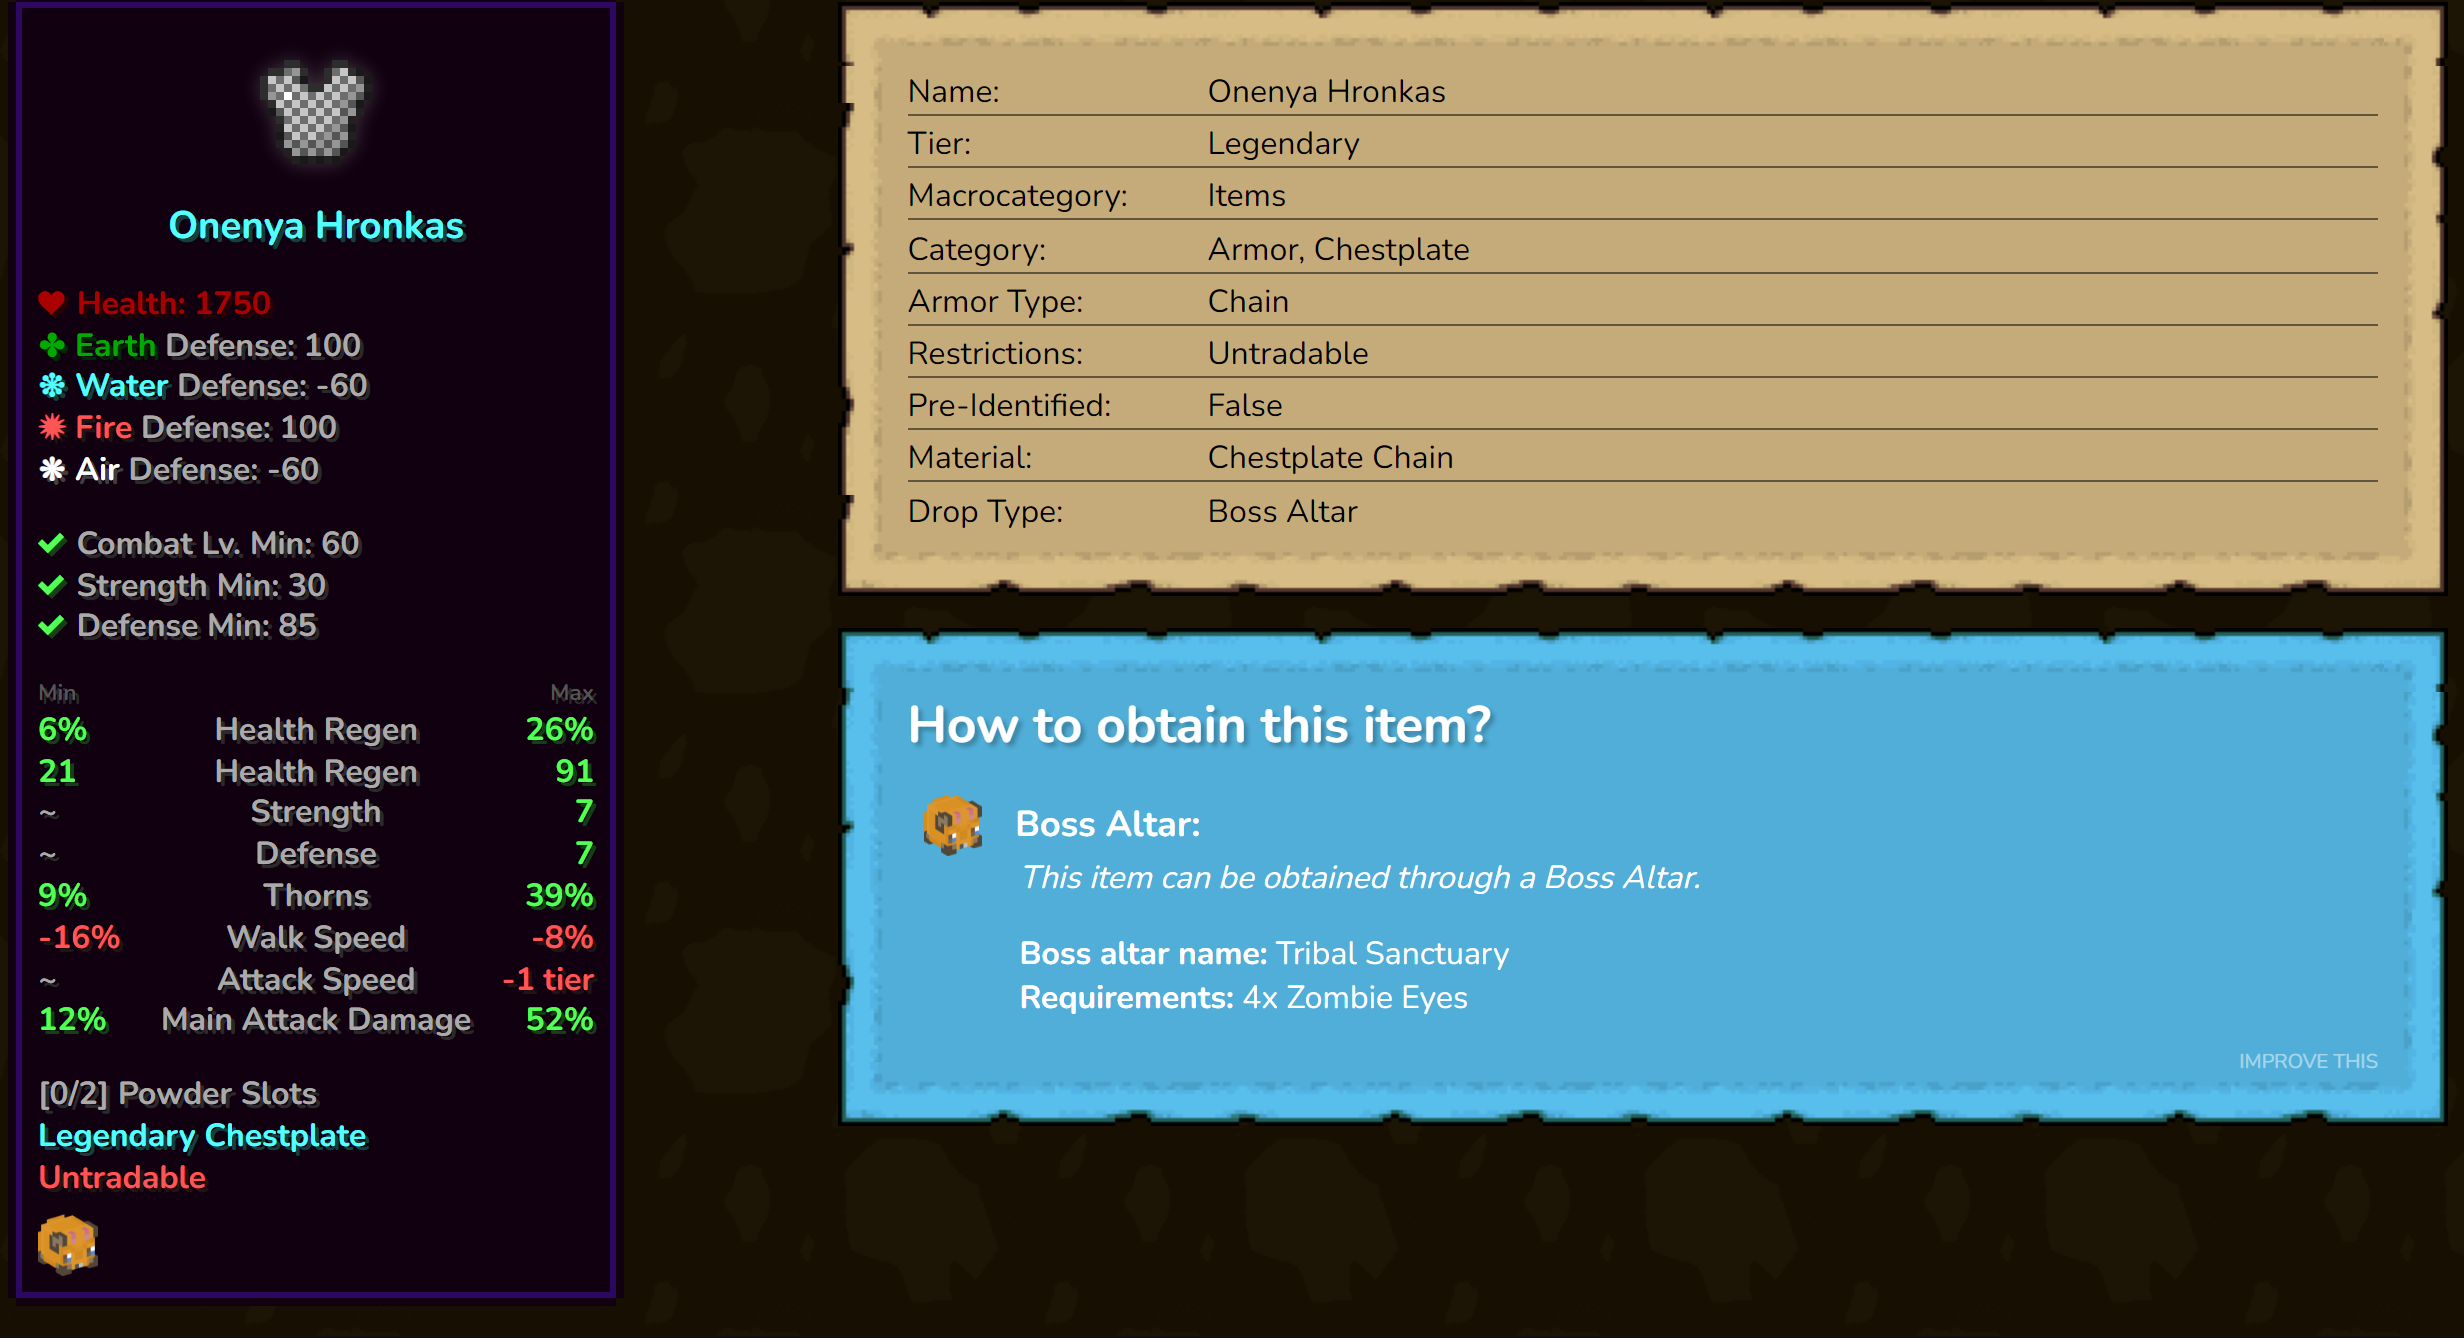 Onenya Hronkas
Health: 1750
Earth Defense: 100
Water Defense: -60
Fire Defense: 100
Air Defense: -60
Combat Lv. Min: 60
Strength Min: 30
Defense Min: 85
Min Max
6% Health Regen 26%
21 Health Regen 91
~ Strength 7
~ Defense 7
9% Thorns 39%
-16% Walk Speed -8%
~ Attack Speed -1 tier
12% Main Attack Damage 52%
[0/2] Powder Slots
Legendary Chestplate
Untradable
Name: Onenya Hronkas
Tier: Legendary
Macrocategory: Items
Category: Armor, Chestplate
Armor Type: Chain
Restrictions: Untradable
Pre-Identified: False
Material: Chestplate Chain
Drop Type: Boss Altar
How to obtain this item?
Boss Altar:
This item can be obtained through a Boss Altar.
Boss altar name: Tribal Sanctuary
Requirements: 4x Zombie Eyes
IMPROVE THIS